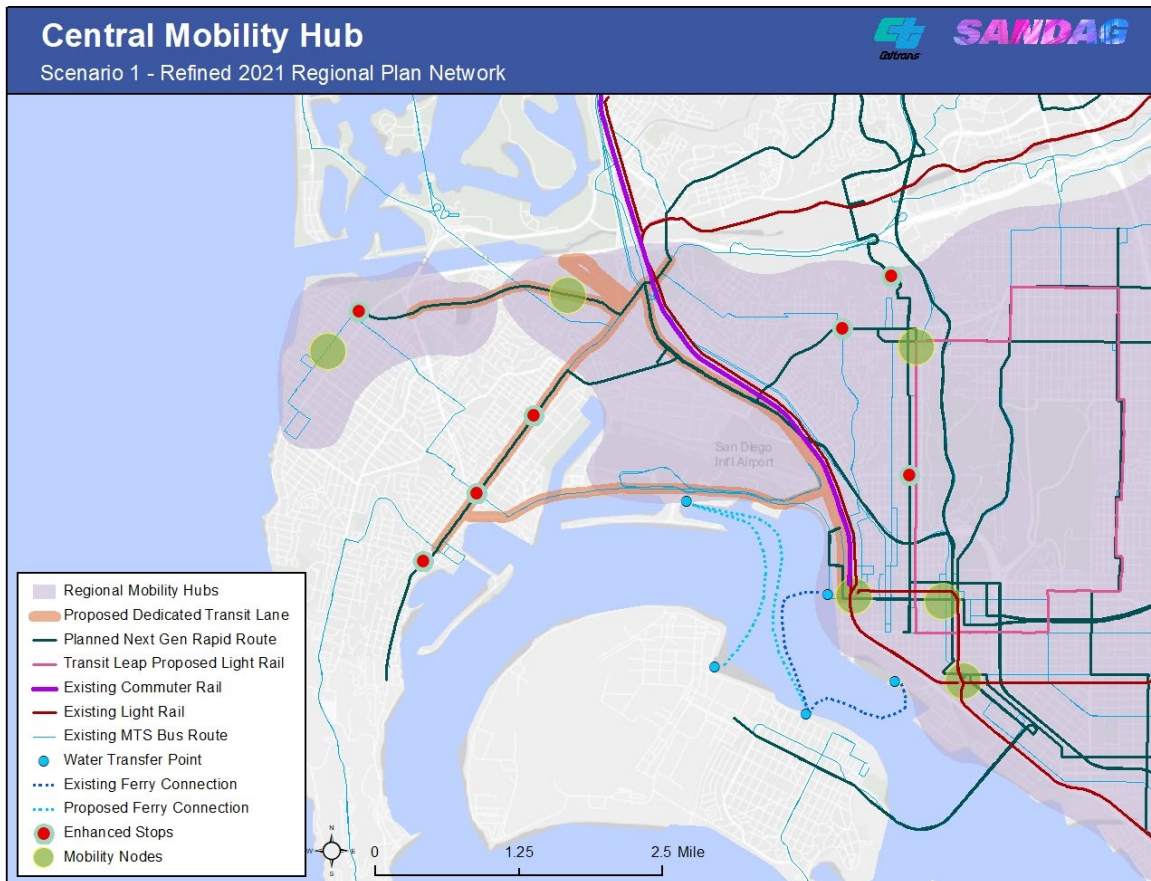 Central Mobility Hub
Scenario 1 - Refined 2021 Regional Plan Network
Caltrans
SANDAG
San Diego
Int'l Airport
Regional Mobility Hubs
Proposed Dedicated Transit Lane
Planned Next Gen Rapid Route
Transit Leap Proposed Light Rail
Existing Commuter Rail
Existing Light Rail
Existing MTS Bus Route
Water Transfer Point
Existing Ferry Connection
Proposed Ferry Connection
Enhanced Stops
Mobility Nodes
N
W E
S
0 1.25 2.5 Mile